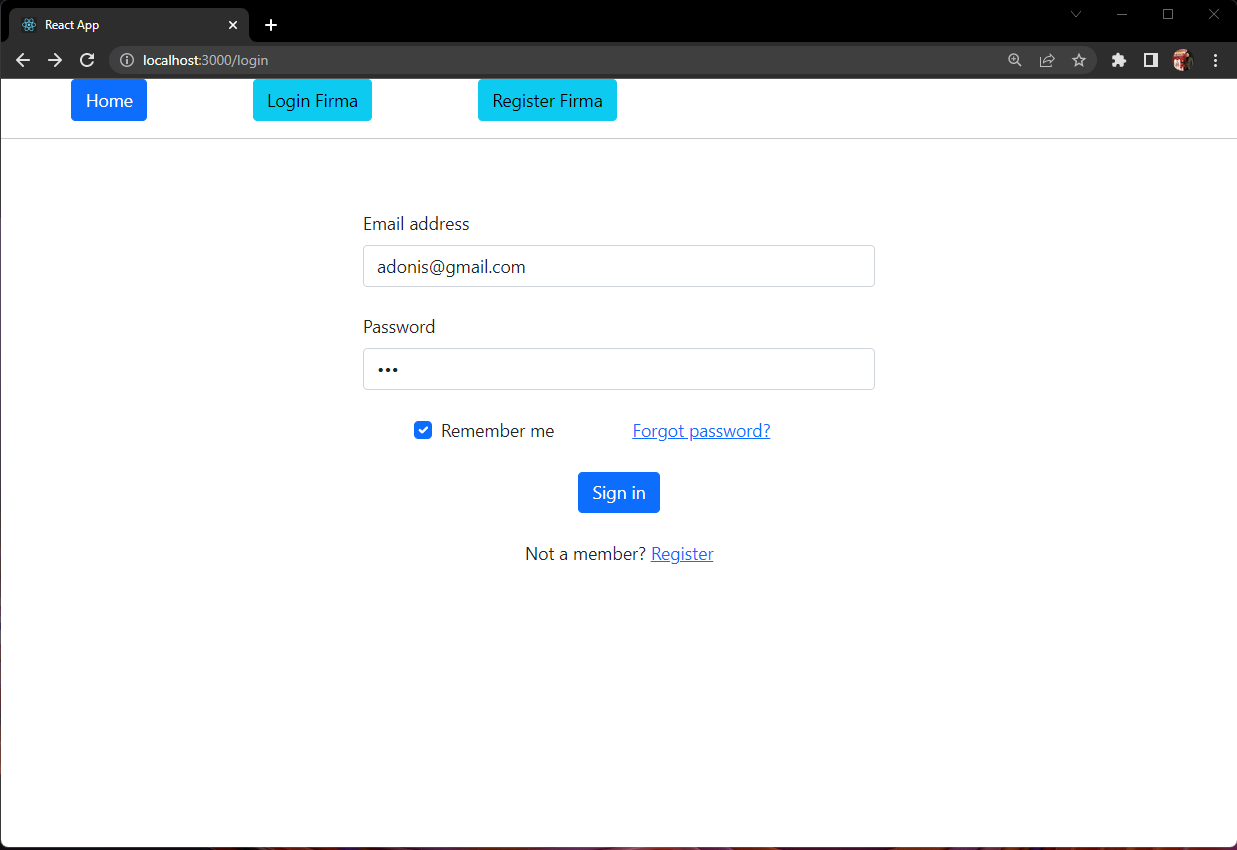 React App
localhost:3000/login
Home Login Firma Register Firma
Email address
adonis@gmail.com
Password
•••
Remember me Forgot password?
Sign in
Not a member? Register